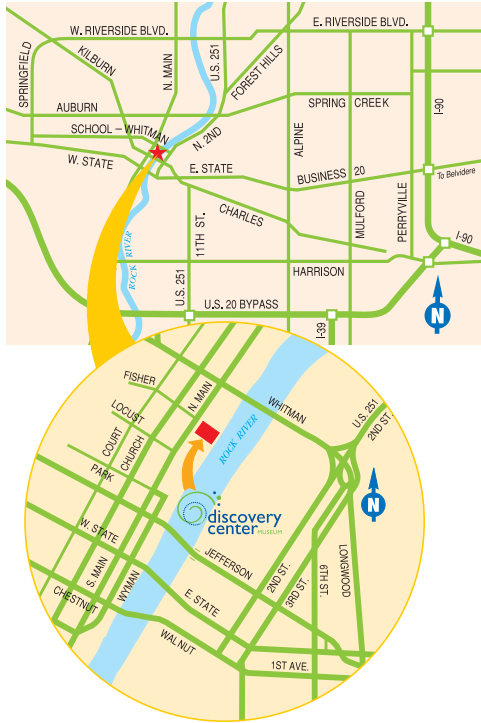 W. RIVERSIDE BLVD.
E. RIVERSIDE BLVD.
SPRINGFIELD
KILBURN
N. MAIN
U.S. 251
FOREST HILLS
AUBURN
SPRING CREEK
I-90
SCHOOL – WHITMAN
N. 2ND
ALPINE
W. STATE
E. STATE
BUSINESS 20
To Belvidere
MULFORD
PERRYVILLE
CHARLES
11TH ST.
I-90
ROCK RIVER
HARRISON
U.S. 251
U.S. 20 BYPASS
I-39
N
FISHER
N. MAIN
WHITMAN
LOCUST
COURT
CHURCH
ROCK RIVER
U.S. 251
2ND ST.
PARK
N
discovery
center MUSEUM
W. STATE
JEFFERSON
S. MAIN
WYMAN
2ND ST.
3RD ST.
6TH ST.
LONGWOOD
CHESTNUT
E. STATE
WALNUT
1ST AVE.